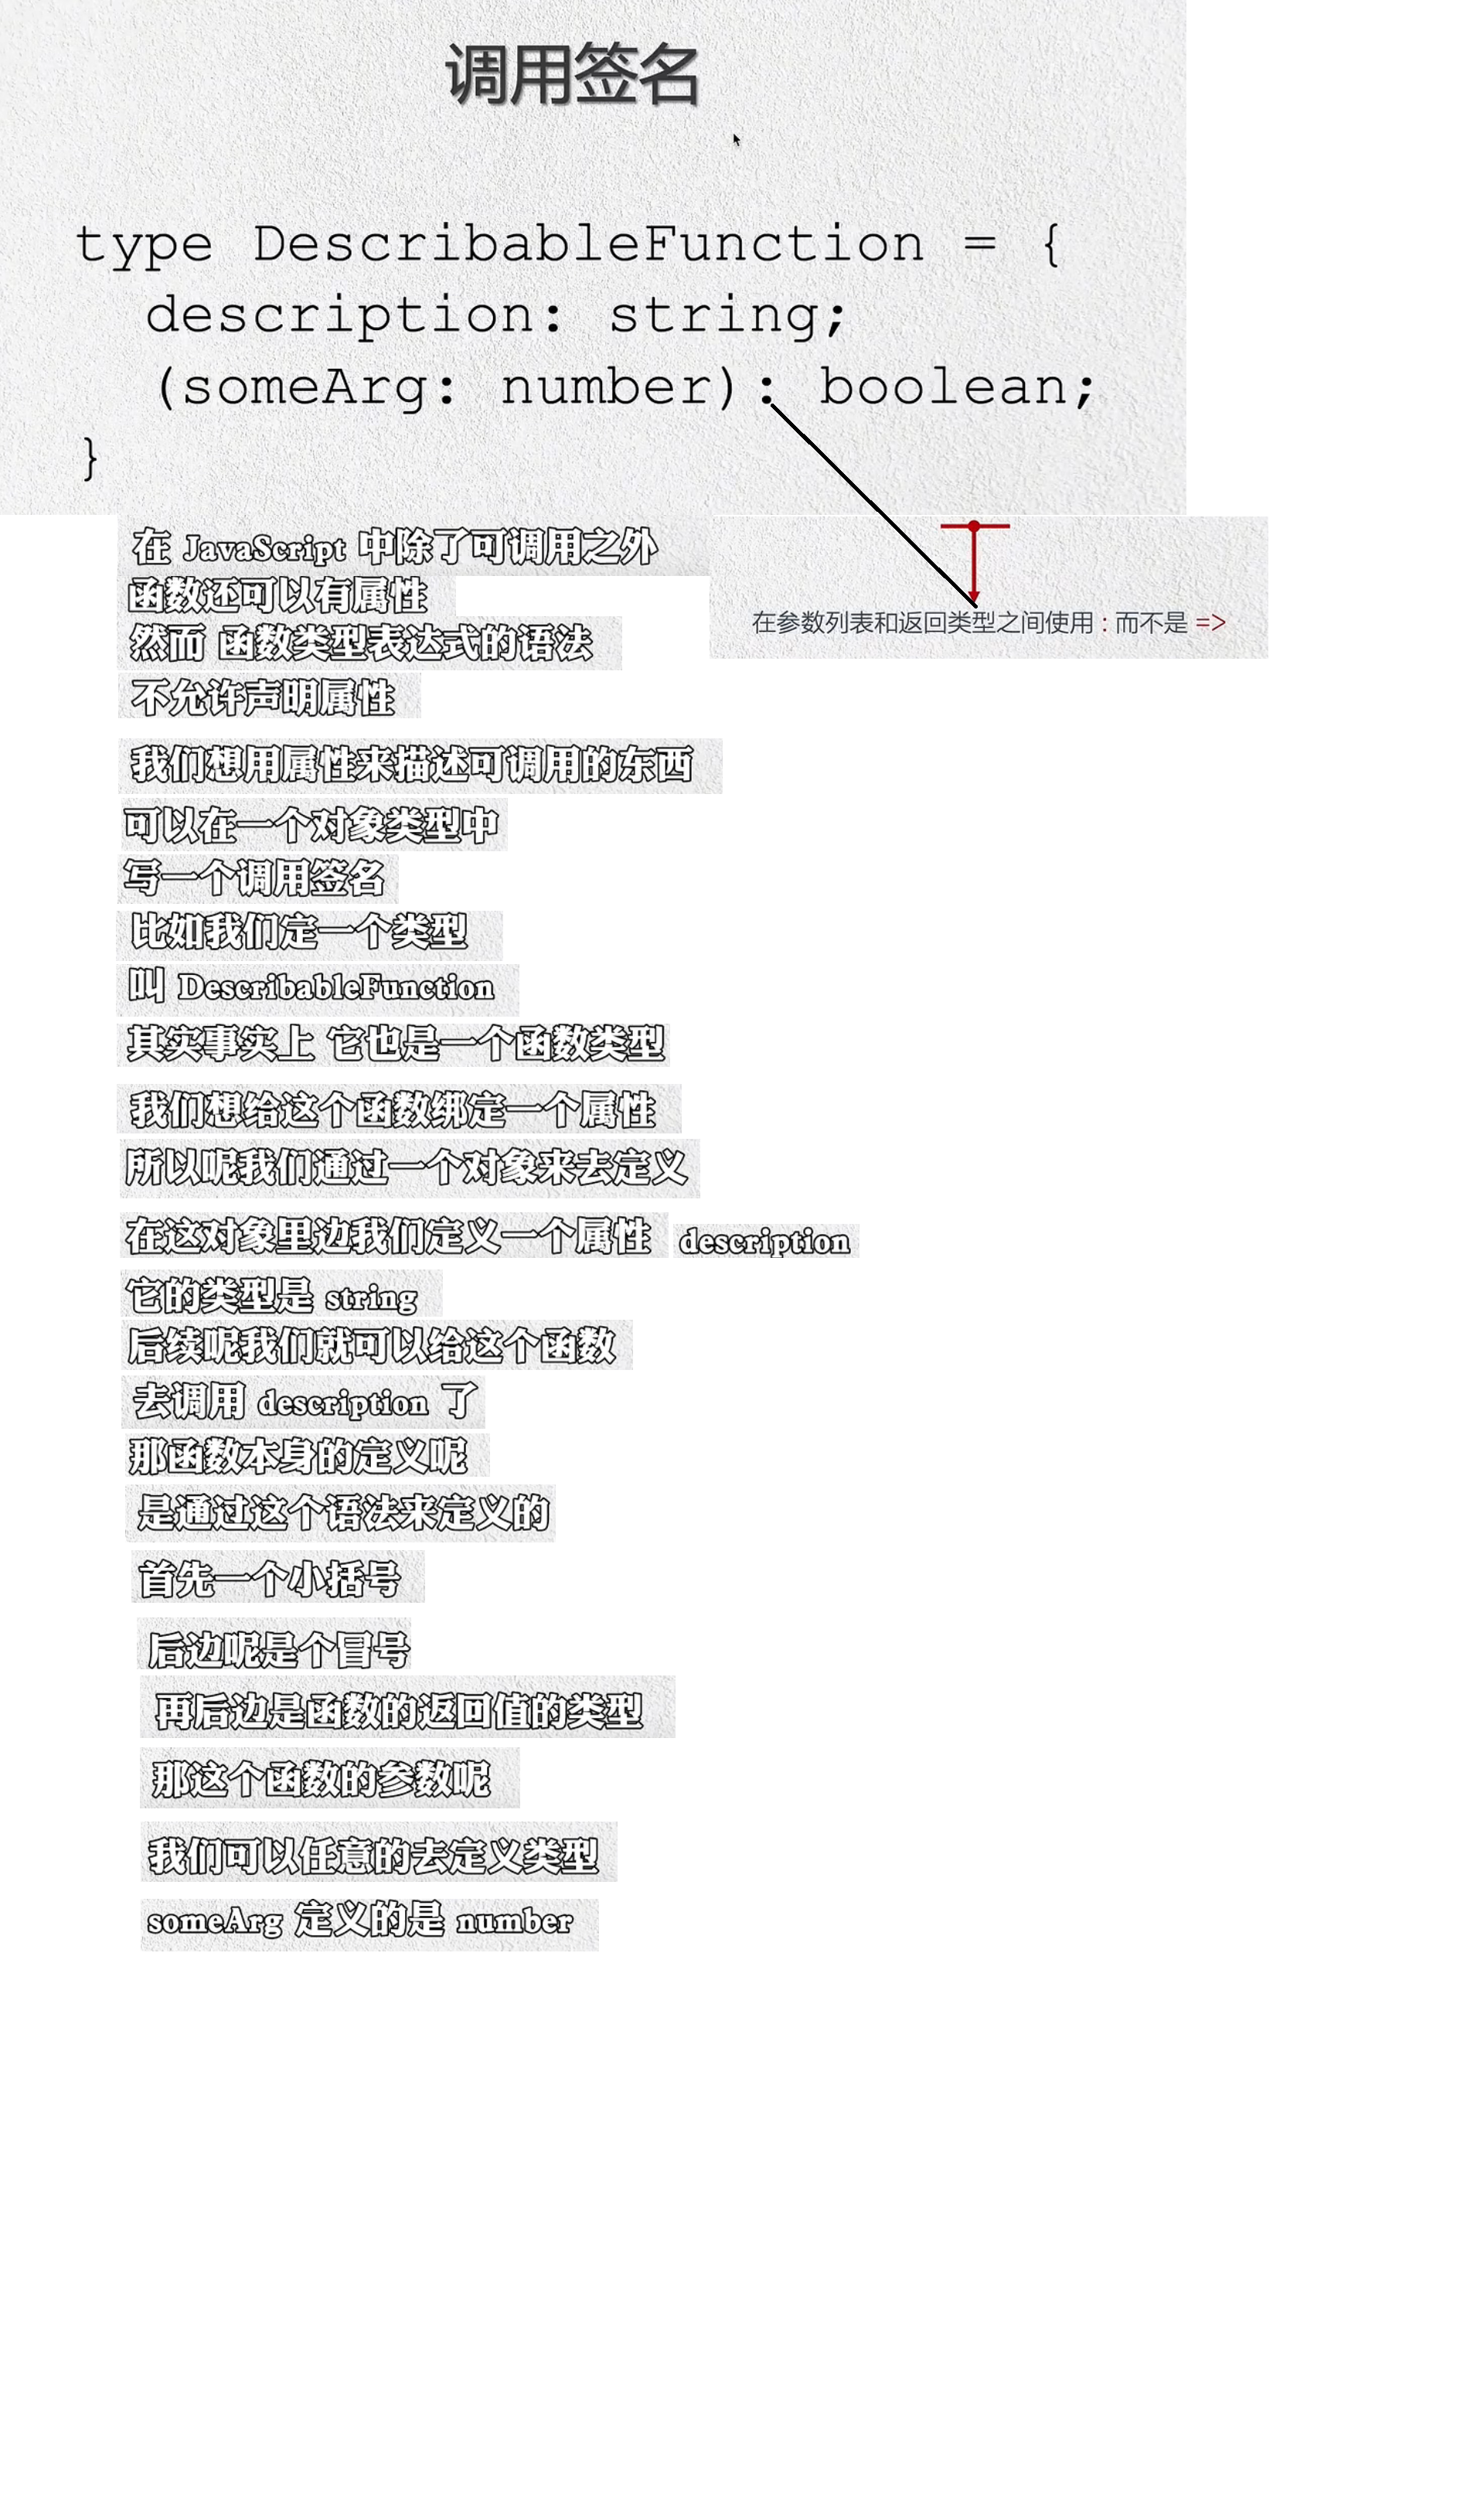 调用签名
type DescribableFunction = {
description: string;
(someArg: number): boolean;
}
在 JavaScript 中除了可调用之外
函数还可以有属性
然而 函数类型表达式的语法
不允许声明属性
在参数列表和返回类型之间使用 : 而不是 =>
我们想用属性来描述可调用的东西
可以在一个对象类型中
写一个调用签名
比如我们定一个类型
叫 DescribableFunction
其实事实上 它也是一个函数类型
我们想给这个函数绑定一个属性
所以呢我们通过一个对象来去定义
在这对象里边我们定义一个属性 description
它的类型是 string
后续呢我们就可以给这个函数
去调用 description 了
那函数本身的定义呢
是通过这个语法来定义的
首先一个小括号
后边呢是个冒号
再后边是函数的返回值的类型
那这个函数的参数呢
我们可以任意的去定义类型
someArg 定义的是 number